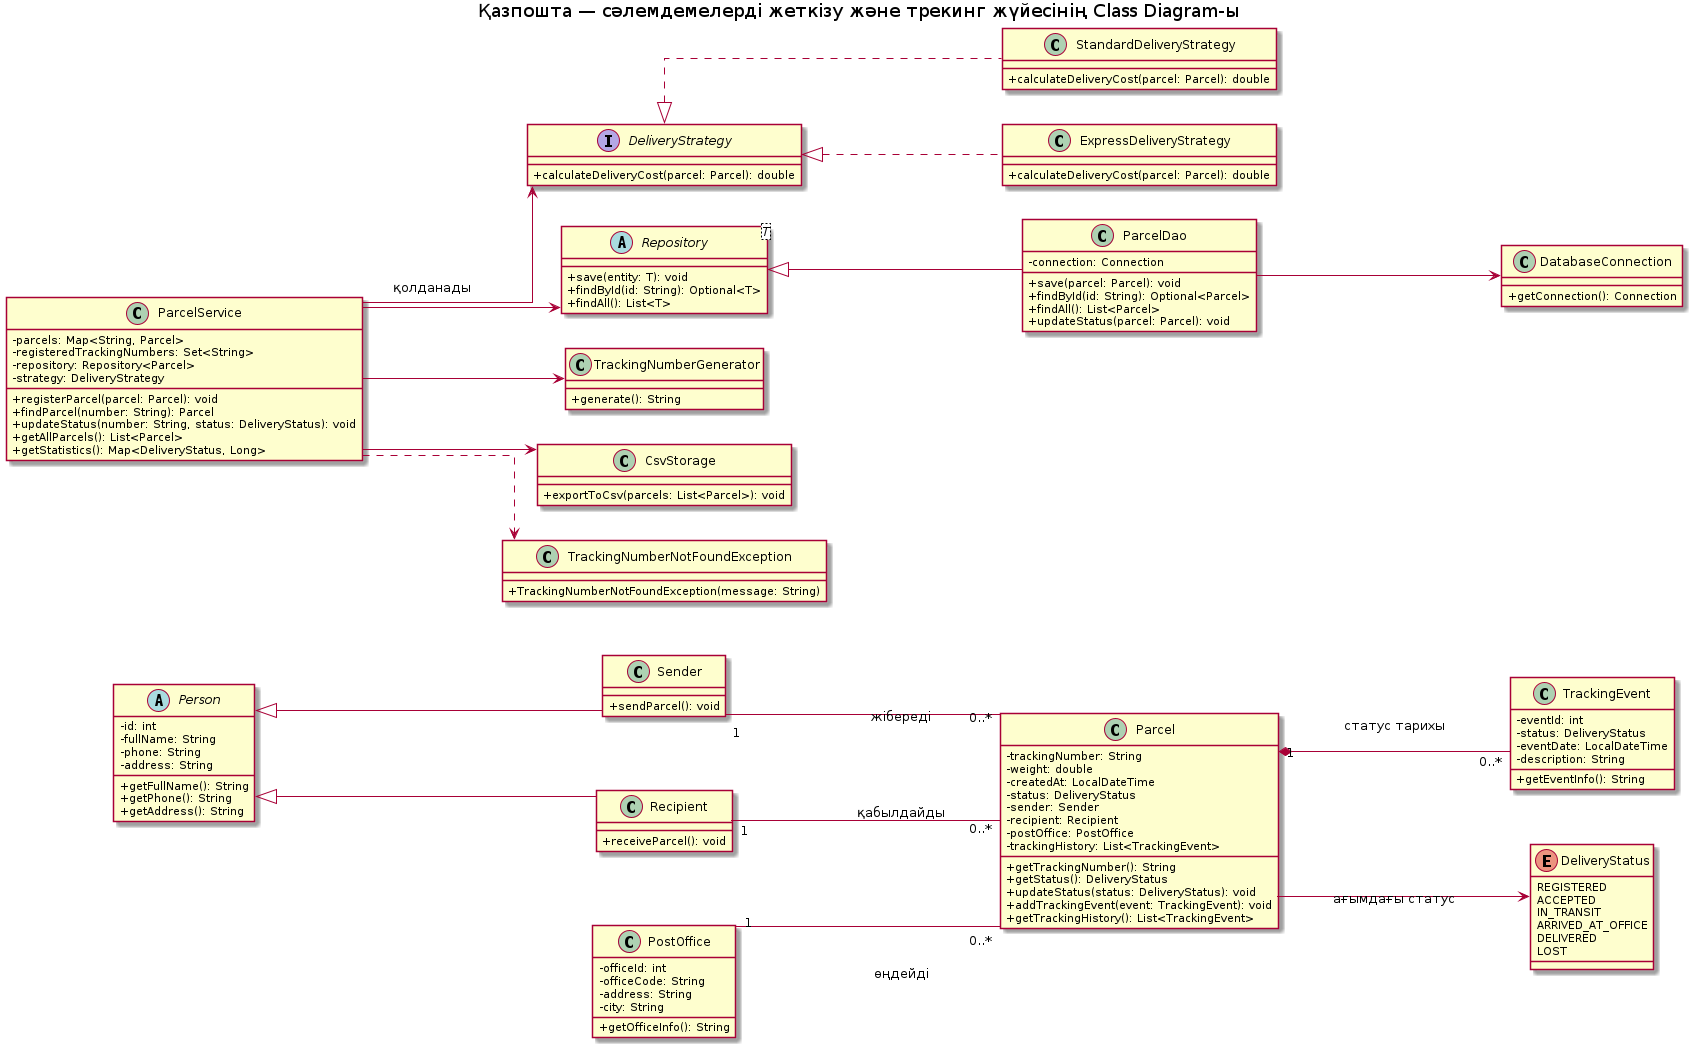 Қазпошта — сәлемдемелерді жеткізу және трекинг жүйесінің Class Diagram-ы
C StandardDeliveryStrategy
+calculateDeliveryCost(parcel: Parcel): double
I DeliveryStrategy
+calculateDeliveryCost(parcel: Parcel): double
C ExpressDeliveryStrategy
+calculateDeliveryCost(parcel: Parcel): double
A Repository
T
+save(entity: T): void
+findById(id: String): Optional<T>
+findAll(): List<T>
C ParcelDao
-connection: Connection
+save(parcel: Parcel): void
+findById(id: String): Optional<Parcel>
+findAll(): List<Parcel>
+updateStatus(parcel: Parcel): void
C DatabaseConnection
+getConnection(): Connection
қолданады
C ParcelService
-parcels: Map<String, Parcel>
-registeredTrackingNumbers: Set<String>
-repository: Repository<Parcel>
-strategy: DeliveryStrategy
+registerParcel(parcel: Parcel): void
+findParcel(number: String): Parcel
+updateStatus(number: String, status: DeliveryStatus): void
+getAllParcels(): List<Parcel>
+getStatistics(): Map<DeliveryStatus, Long>
C TrackingNumberGenerator
+generate(): String
C CsvStorage
+exportToCsv(parcels: List<Parcel>): void
C TrackingNumberNotFoundException
+TrackingNumberNotFoundException(message: String)
A Person
-id: int
-fullName: String
-phone: String
-address: String
+getFullName(): String
+getPhone(): String
+getAddress(): String
C Sender
+sendParcel(): void
жібереді
0..*
1
C Recipient
+receiveParcel(): void
қабылдайды
0..*
1
C Parcel
-trackingNumber: String
-weight: double
-createdAt: LocalDateTime
-status: DeliveryStatus
-sender: Sender
-recipient: Recipient
-postOffice: PostOffice
-trackingHistory: List<TrackingEvent>
+getTrackingNumber(): String
+getStatus(): DeliveryStatus
+updateStatus(status: DeliveryStatus): void
+addTrackingEvent(event: TrackingEvent): void
+getTrackingHistory(): List<TrackingEvent>
статус тарихы
1
0..*
C TrackingEvent
-eventId: int
-status: DeliveryStatus
-eventDate: LocalDateTime
-description: String
+getEventInfo(): String
ағымдағы статус
E DeliveryStatus
REGISTERED
ACCEPTED
IN_TRANSIT
ARRIVED_AT_OFFICE
DELIVERED
LOST
1
0..*
өңдейді
C PostOffice
-officeId: int
-officeCode: String
-address: String
-city: String
+getOfficeInfo(): String